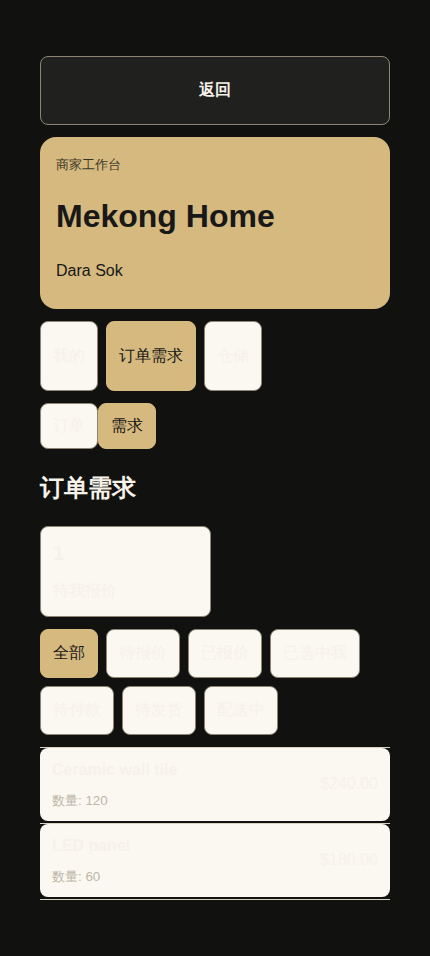 返回
商家工作台
Mekong Home
Dara Sok
我的
订单需求
仓储
订单
需求
订单需求
1
待我报价
全部
待报价
已报价
已选中我
待付款
待发货
配送中
Ceramic wall tile
$240.00
数量: 120
LED panel
$180.00
数量: 60